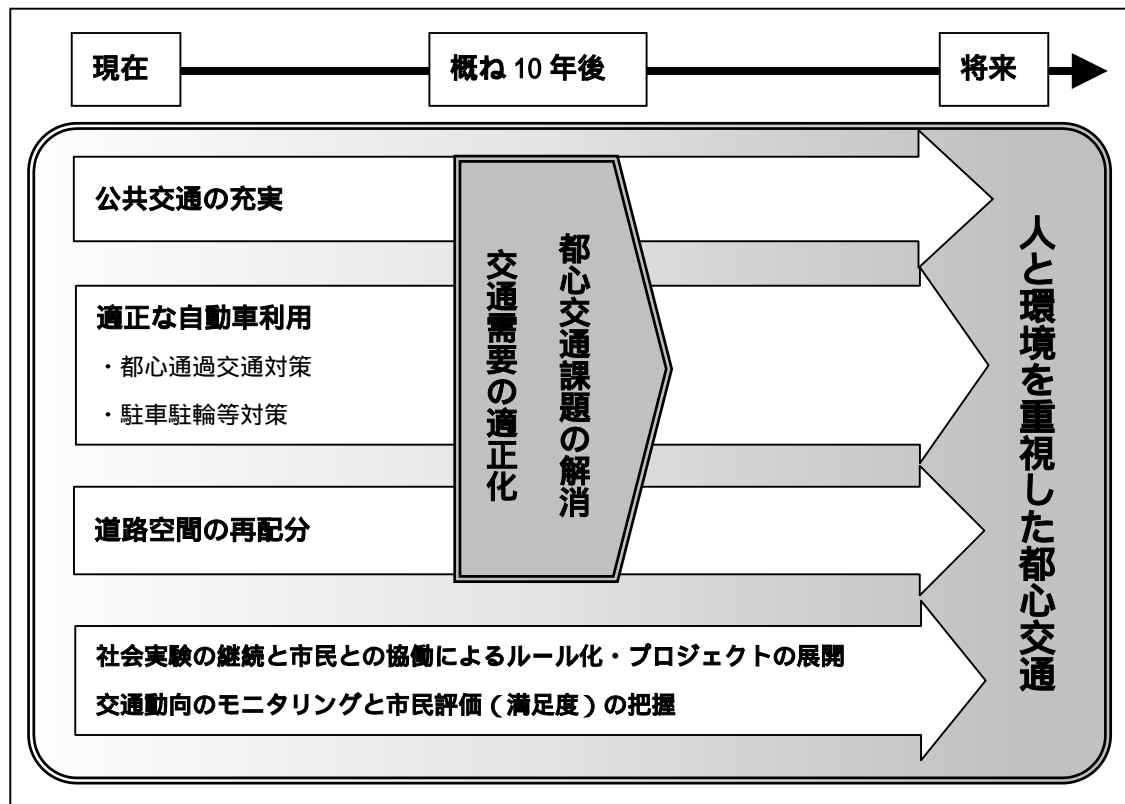 現在
概ね 10 年後
将来
公共交通の充実
適正な自動車利用
・都心通過交通対策
・駐車駐輪等対策
道路空間の再配分
都心交通課題の解消
交通需要の適正化
社会実験の継続と市民との協働によるルール化・プロジェクトの展開
交通動向のモニタリングと市民評価(満足度)の把握
人と環境を重視した都心交通